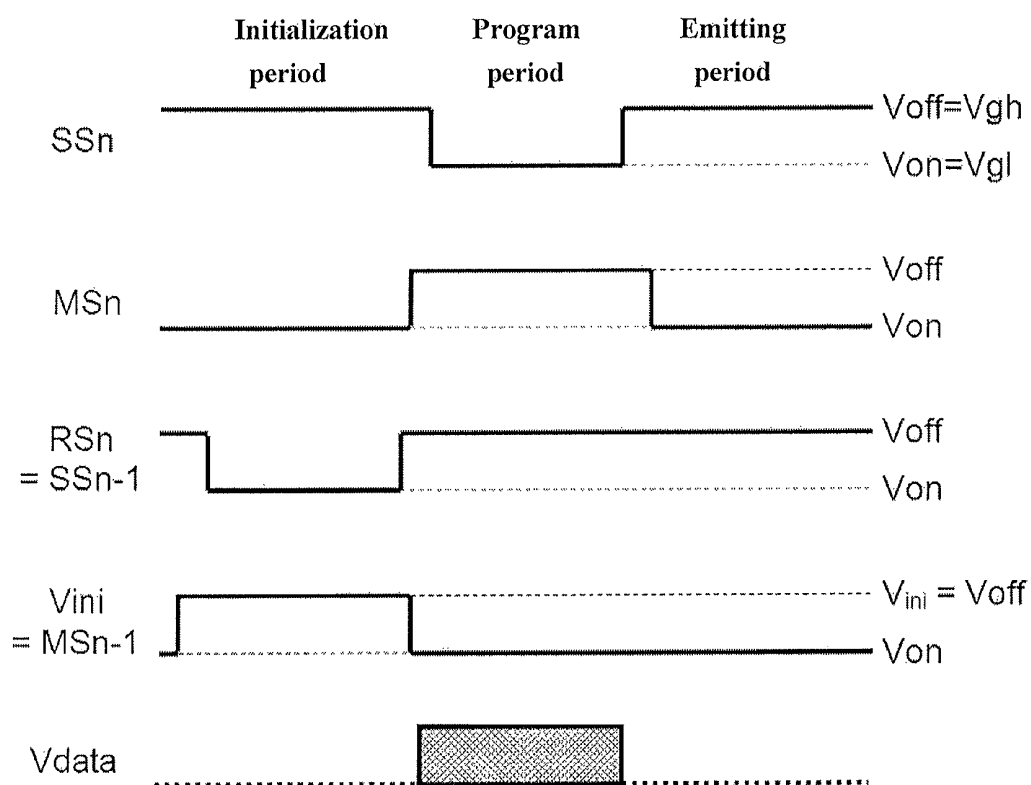 Initialization period
Program period
Emitting period
SSn
Voff=Vgh
Von=Vgl
MSn
Voff
Von
RSn
= SSn-1
Voff
Von
Vini
= MSn-1
Vini = Voff
Von
Vdata